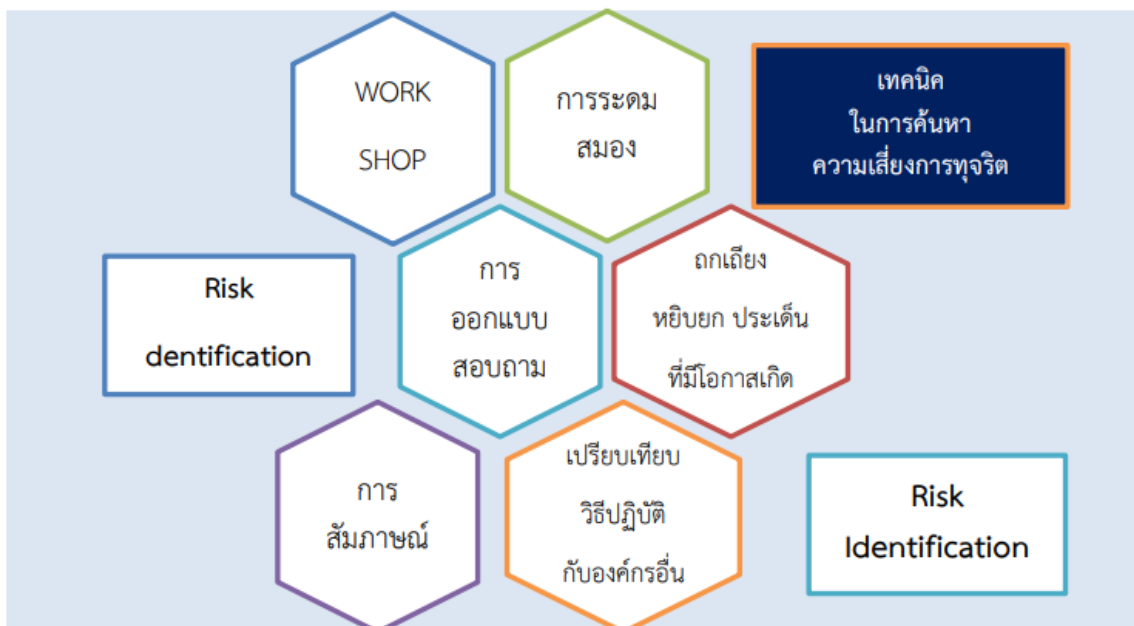 WORK
SHOP
การระดม
สมอง
เทคนิค
ในการค้นหา
ความเสี่ยงการทุจริต
Risk
dentification
การ
ออกแบบ
สอบถาม
ถกเถียง
หยิบยก ประเด็น
ที่มีโอกาสเกิด
การ
สัมภาษณ์
เปรียบเทียบ
วิธีปฏิบัติ
กับองค์กรอื่น
Risk
Identification